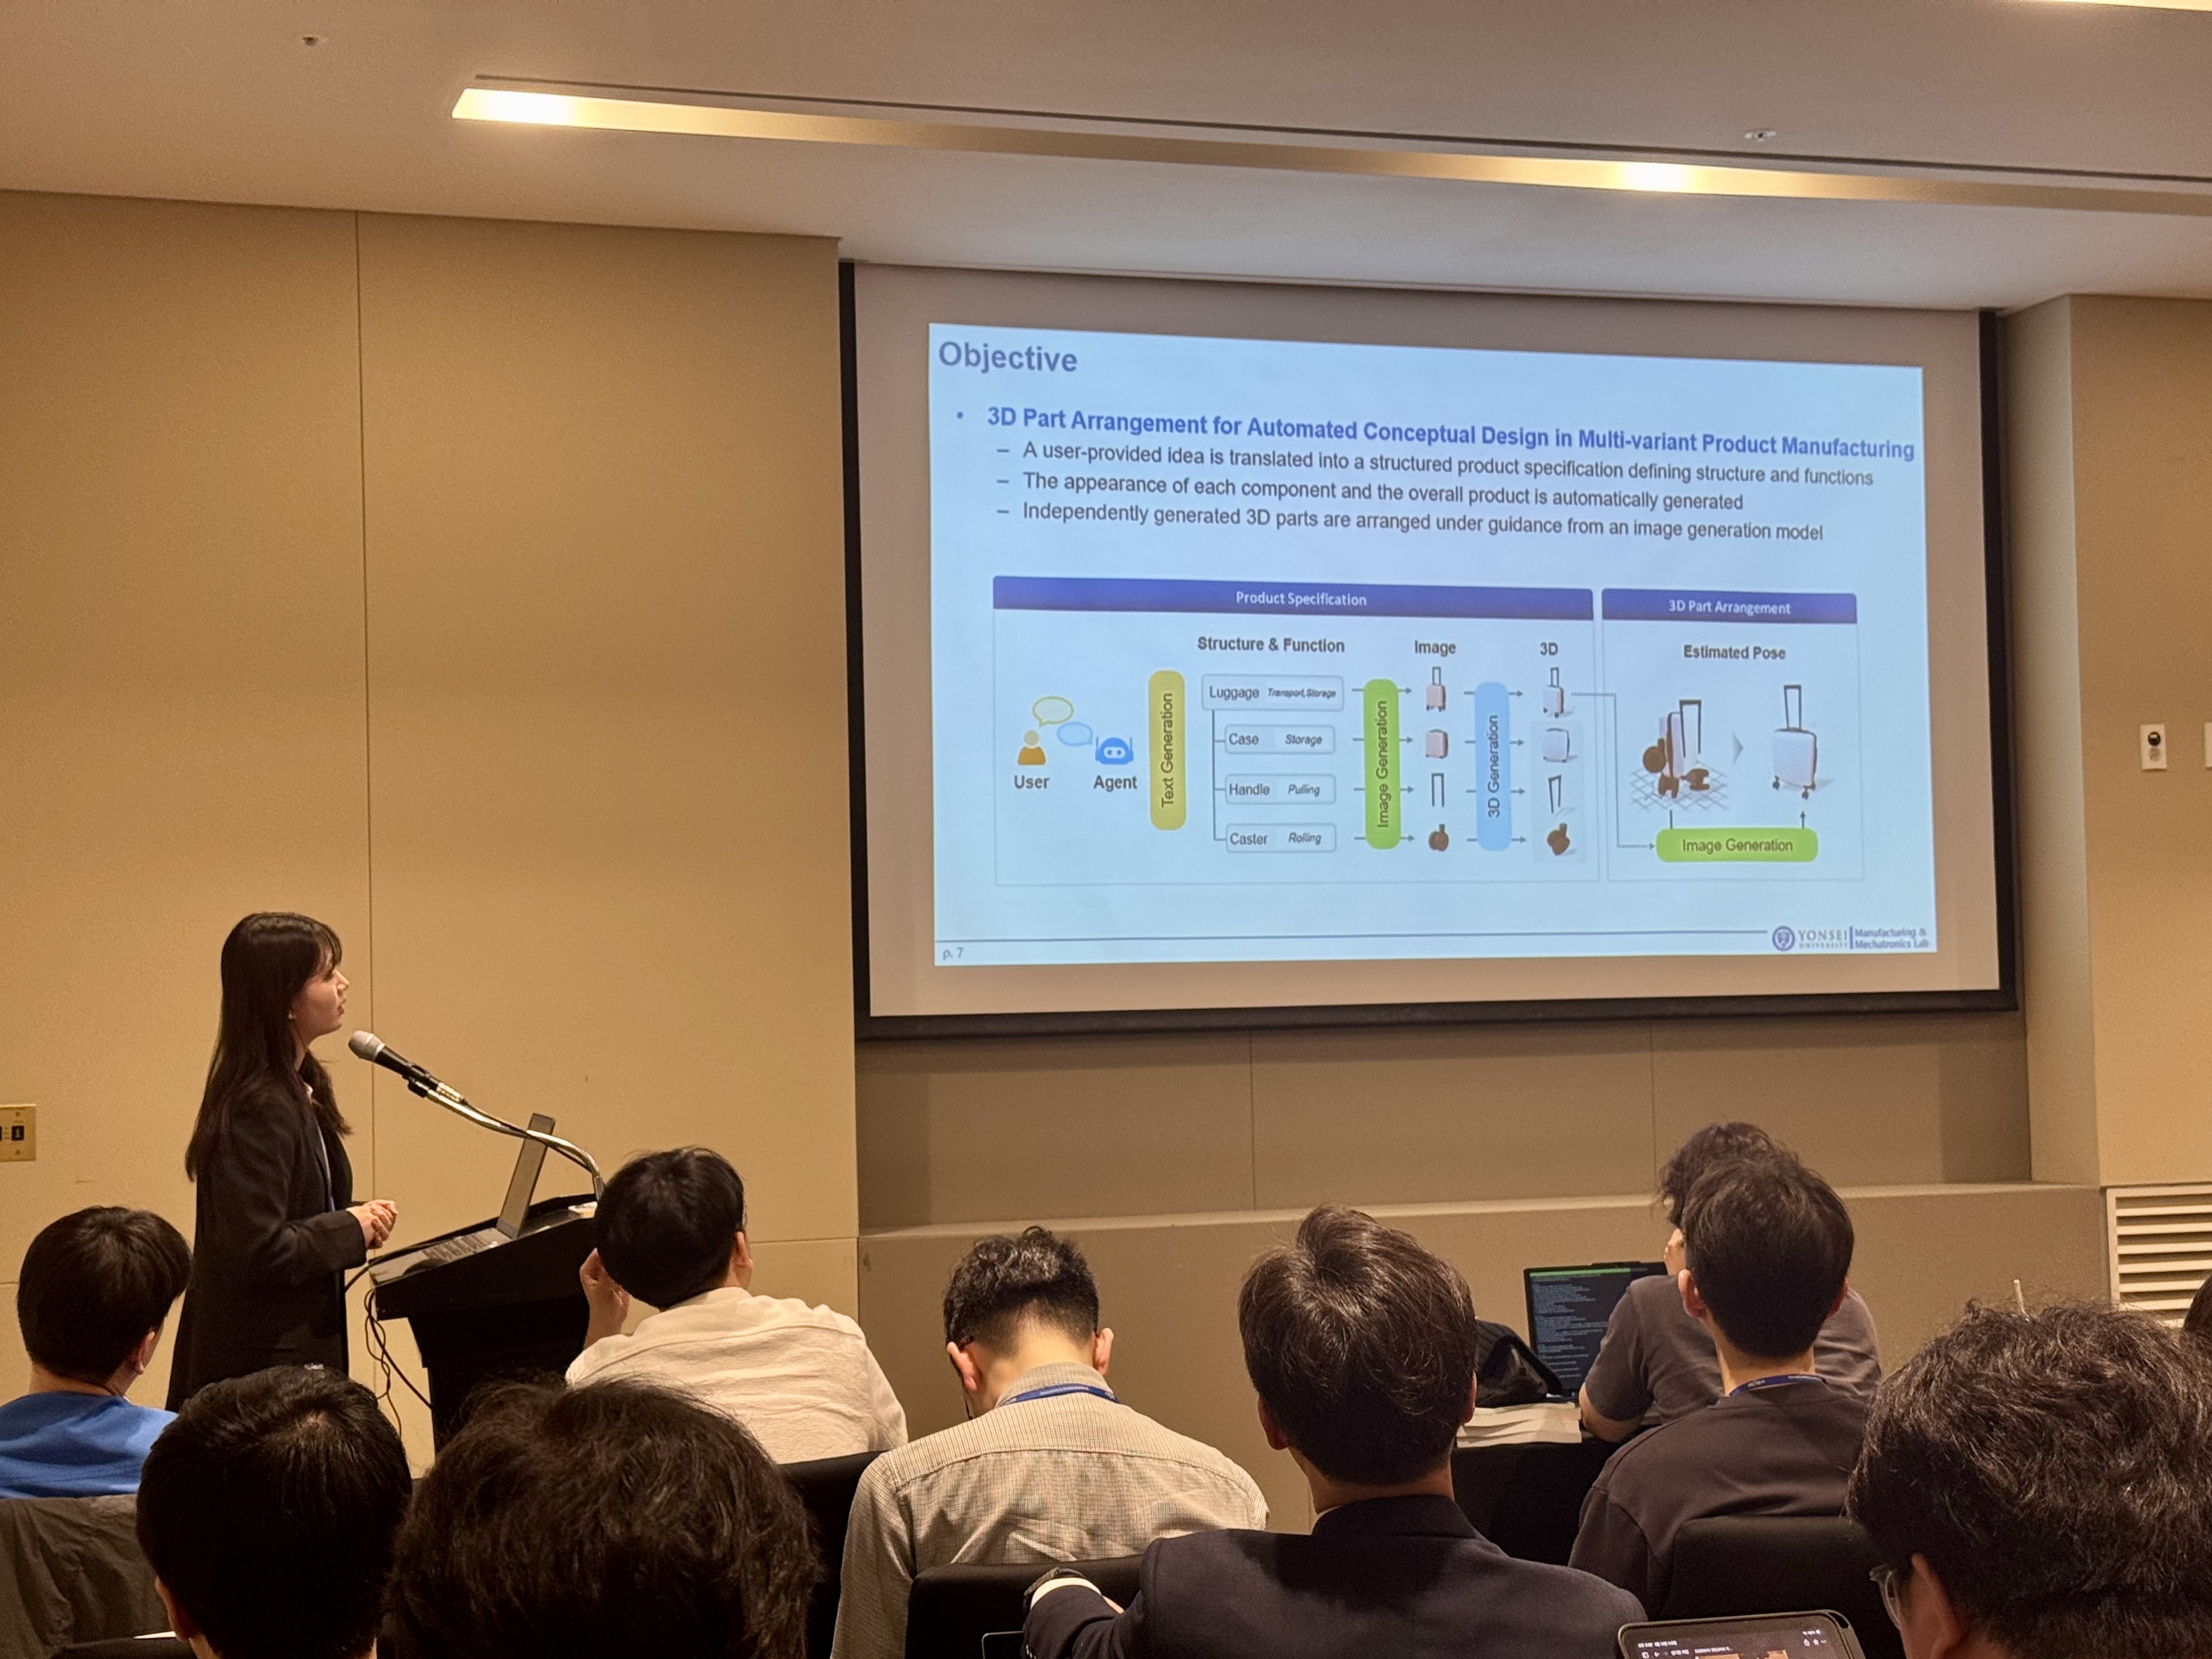 Objective
• 3D Part Arrangement for Automated Conceptual Design in Multi-variant Product Manufacturing
– A user-provided idea is translated into a structured product specification defining structure and functions
– The appearance of each component and the overall product is automatically generated
– Independently generated 3D parts are arranged under guidance from an image generation model
Product Specification
Structure & Function
Image
3D
User
Agent
Text Generation
Luggage Transport, Storage
Case Storage
Handle Pulling
Caster Rolling
Image Generation
3D Generation
3D Part Arrangement
Estimated Pose
Image Generation
p. 7
YONSEI
UNIVERSITY
Manufacturing &
Mechatronics Lab